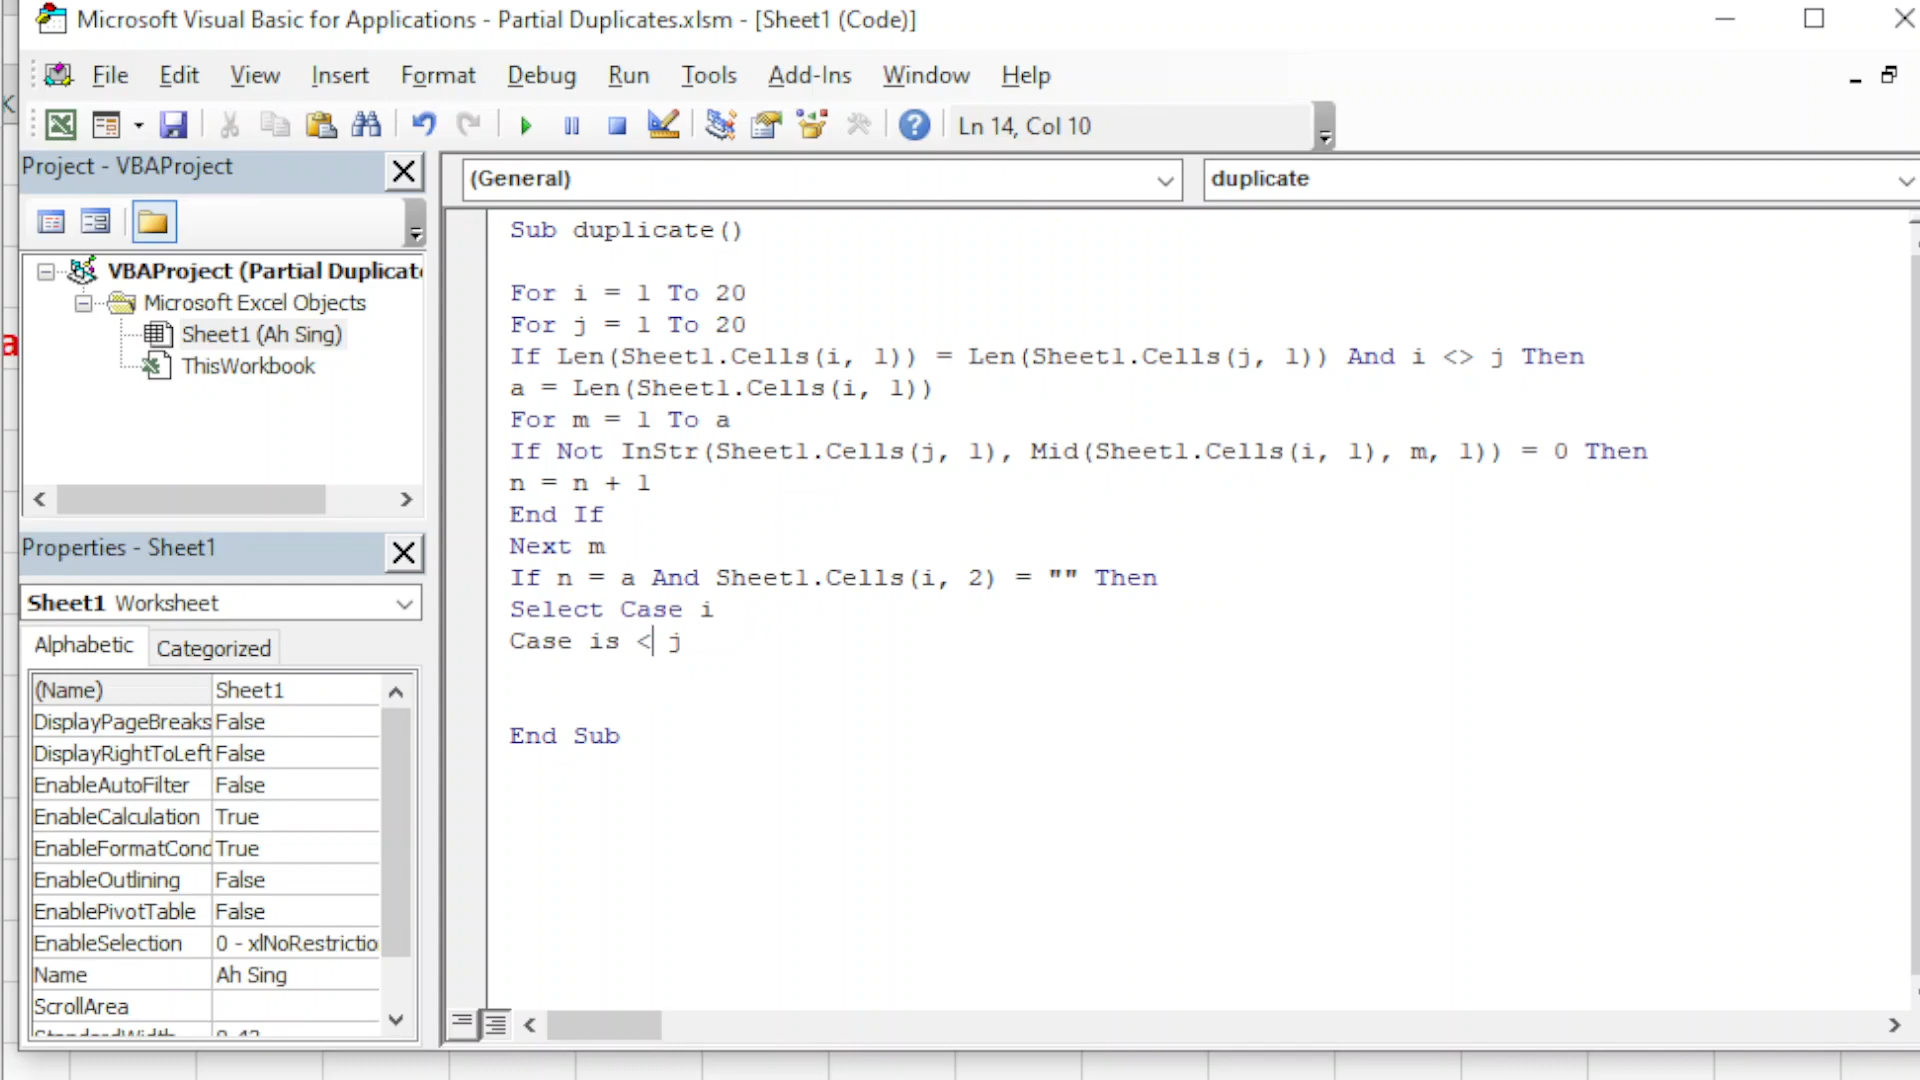 Microsoft Visual Basic for Applications - Partial Duplicates.xlsm - [Sheet1 (Code)]
File Edit View Insert Format Debug Run Tools Add-Ins Window Help
Ln 14, Col 10
Project - VBAProject
VBAProject (Partial Duplicat
Microsoft Excel Objects
Sheet1 (Ah Sing)
ThisWorkbook
Properties - Sheet1
Sheet1 Worksheet
Alphabetic Categorized
(Name) Sheet1
DisplayPageBreaks False
DisplayRightToLeft False
EnableAutoFilter False
EnableCalculation True
EnableFormatCond True
EnableOutlining False
EnablePivotTable False
EnableSelection 0 - xlNoRestriction
Name Ah Sing
ScrollArea
(General)
duplicate
Sub duplicate()
For i = 1 To 20
For j = 1 To 20
If Len(Sheet1.Cells(i, 1)) = Len(Sheet1.Cells(j, 1)) And i <> j Then
a = Len(Sheet1.Cells(i, 1))
For m = 1 To a
If Not InStr(Sheet1.Cells(j, 1), Mid(Sheet1.Cells(i, 1), m, 1)) = 0 Then
n = n + 1
End If
Next m
If n = a And Sheet1.Cells(i, 2) = "" Then
Select Case i
Case is < j
End Sub